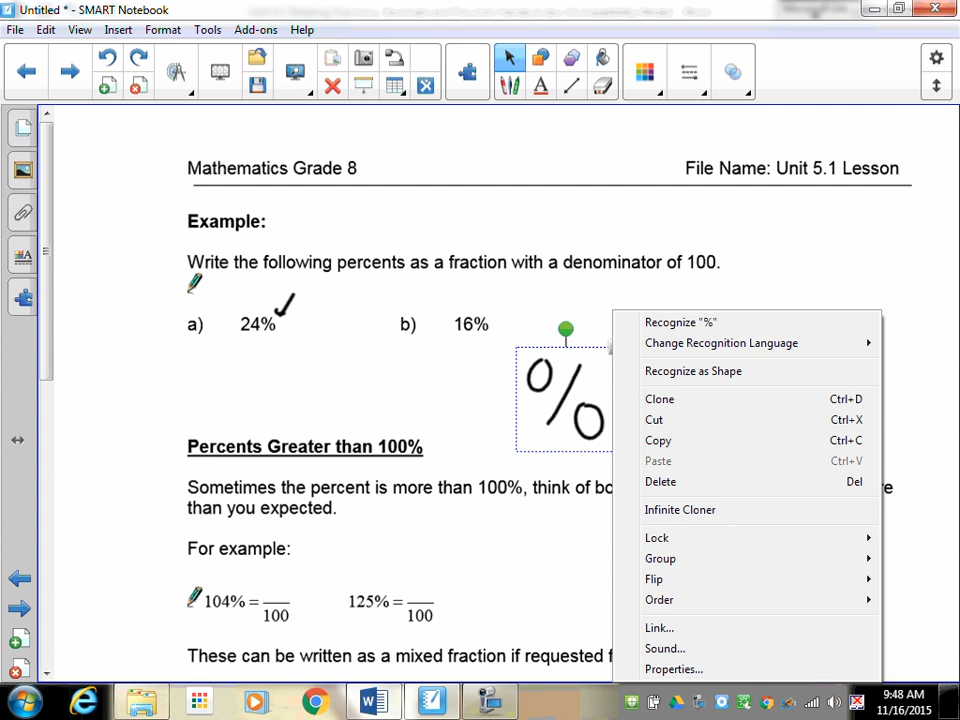 Untitled * - SMART Notebook
File Edit View Insert Format Tools Add-ons Help
Mathematics Grade 8 File Name: Unit 5.1 Lesson
Example:
Write the following percents as a fraction with a denominator of 100.
a) 24% b) 16%
%
Percents Greater than 100%
Sometimes the percent is more than 100%, think of
than you expected.
For example:
104% = /100 125% = /100
These can be written as a mixed fraction if requested
Recognize "%"
Change Recognition Language
Recognize as Shape
Clone Ctrl+D
Cut Ctrl+X
Copy Ctrl+C
Paste Ctrl+V
Delete Del
Infinite Cloner
Lock
Group
Flip
Order
Link...
Sound...
Properties...
9:48 AM
11/16/2015